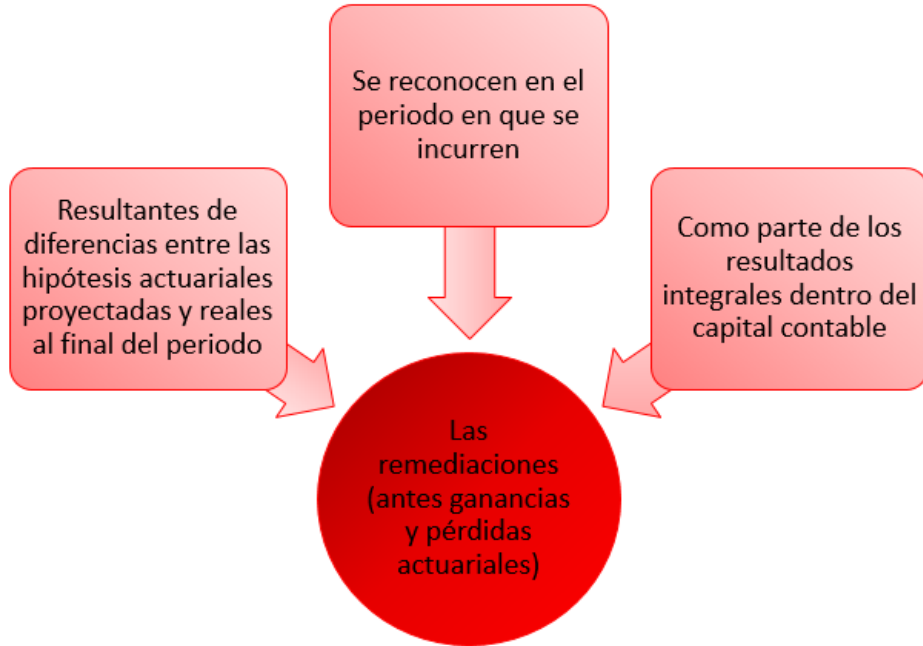 Se reconocen en el
periodo en que se
incurren
Resultantes de
diferencias entre las
hipótesis actuariales
proyectadas y reales
al final del periodo
Como parte de los
resultados
integrales dentro del
capital contable
Las
remediaciones
(antes ganancias
y pérdidas
actuariales)